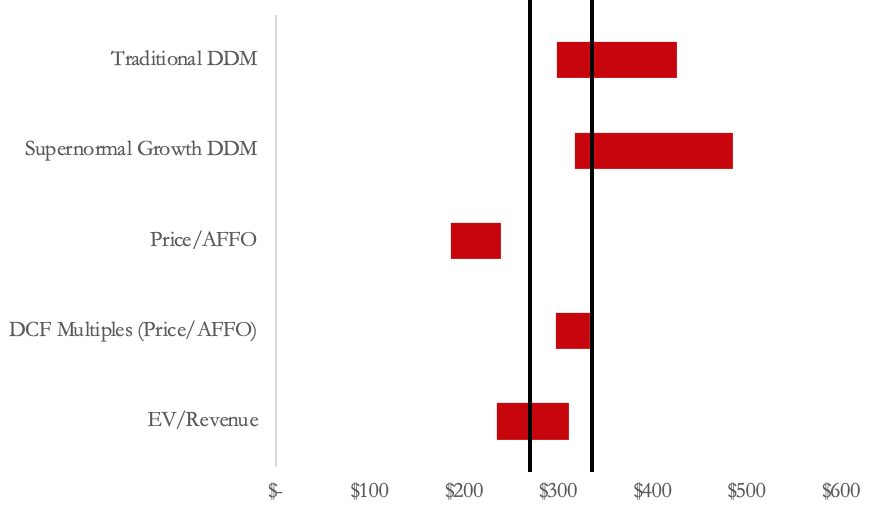 Traditional DDM
Supernormal Growth DDM
Price/AFFO
DCF Multiples (Price/AFFO)
EV/Revenue
$- $100 $200 $300 $400 $500 $600